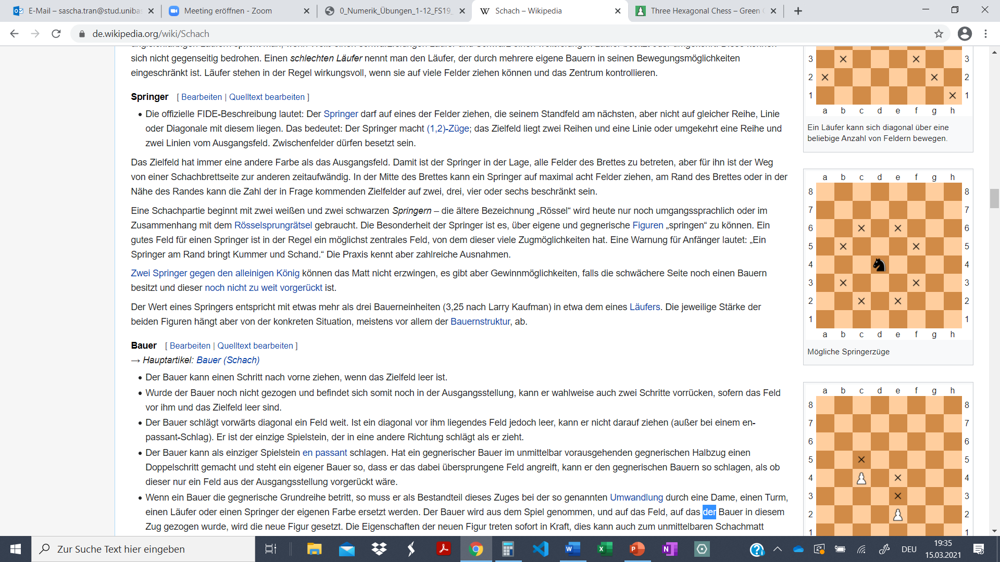 E-Mail – sascha.tran@stud.uniba
Meeting eröffnen - Zoom
0_Numerik_Übungen_1-12_FS19_
Schach – Wikipedia
Three Hexagonal Chess – Green
de.wikipedia.org/wiki/Schach
sich nicht gegenseitig bedrohen. Einen schlechten Läufer nennt man den Läufer, der durch mehrere eigene Bauern in seinen Bewegungsmöglichkeiten
eingeschränkt ist. Läufer stehen in der Regel wirkungsvoll, wenn sie auf viele Felder ziehen können und das Zentrum kontrollieren.
Springer [ Bearbeiten | Quelltext bearbeiten ]
• Die offizielle FIDE-Beschreibung lautet: Der Springer darf auf eines der Felder ziehen, die seinem Standfeld am nächsten, aber nicht auf gleicher Reihe, Linie
oder Diagonale mit diesem liegen. Das bedeutet: Der Springer macht (1,2)-Züge; das Zielfeld liegt zwei Reihen und eine Linie oder umgekehrt eine Reihe und
zwei Linien vom Ausgangsfeld. Zwischenfelder dürfen besetzt sein.
Das Zielfeld hat immer eine andere Farbe als das Ausgangsfeld. Damit ist der Springer in der Lage, alle Felder des Brettes zu betreten, aber für ihn ist der Weg
von einer Schachbrettseite zur anderen zeitaufwändig. In der Mitte des Brettes kann ein Springer auf maximal acht Felder ziehen, am Rand des Brettes oder in der
Nähe des Randes kann die Zahl der in Frage kommenden Zielfelder auf zwei, drei, vier oder sechs beschränkt sein.
Eine Schachpartie beginnt mit zwei weißen und zwei schwarzen Springern – die ältere Bezeichnung „Rössel“ wird heute nur noch umgangssprachlich oder im
Zusammenhang mit dem Rösselsprungrätsel gebraucht. Die Besonderheit der Springer ist es, über eigene und gegnerische Figuren „springen“ zu können. Ein
gutes Feld für einen Springer ist in der Regel ein möglichst zentrales Feld, von dem dieser viele Zugmöglichkeiten hat. Eine Warnung für Anfänger lautet: „Ein
Springer am Rand bringt Kummer und Schand.“ Die Praxis kennt aber zahlreiche Ausnahmen.
Zwei Springer gegen den alleinigen König können das Matt nicht erzwingen, es gibt aber Gewinnmöglichkeiten, falls die schwächere Seite noch einen Bauern
besitzt und dieser noch nicht zu weit vorgerückt ist.
Der Wert eines Springers entspricht mit etwas mehr als drei Bauerneinheiten (3,25 nach Larry Kaufman) in etwa dem eines Läufers. Die jeweilige Stärke der
beiden Figuren hängt aber von der konkreten Situation, meistens vor allem der Bauernstruktur, ab.
Bauer [ Bearbeiten | Quelltext bearbeiten ]
→ Hauptartikel: Bauer (Schach)
• Der Bauer kann einen Schritt nach vorne ziehen, wenn das Zielfeld leer ist.
• Wurde der Bauer noch nicht gezogen und befindet sich somit noch in der Ausgangsstellung, kann er wahlweise auch zwei Schritte vorrücken, sofern das Feld
vor ihm und das Zielfeld leer sind.
• Der Bauer schlägt vorwärts diagonal ein Feld weit. Ist ein diagonal vor ihm liegendes Feld jedoch leer, kann er nicht darauf ziehen (außer bei einem en-
passant-Schlag). Er ist der einzige Spielstein, der in eine andere Richtung schlägt als er zieht.
• Der Bauer kann als einziger Spielstein en passant schlagen. Hat ein gegnerischer Bauer im unmittelbar vorausgehenden gegnerischen Halbzug einen
Doppelschritt gemacht und steht ein eigener Bauer so, dass er das dabei übersprungene Feld angreift, kann er den gegnerischen Bauern so schlagen, als ob
dieser nur ein Feld aus der Ausgangsstellung vorgerückt wäre.
• Wenn ein Bauer die gegnerische Grundreihe betritt, so muss er als Bestandteil dieses Zuges bei der so genannten Umwandlung durch eine Dame, einen Turm,
einen Läufer oder einen Springer der eigenen Farbe ersetzt werden. Der Bauer wird aus dem Spiel genommen, und auf das Feld, auf das der Bauer in diesem
Zug gezogen wurde, wird die neue Figur gesetzt. Die Eigenschaften der neuen Figur treten sofort in Kraft, dies kann auch zum unmittelbaren Schachmatt
3 3
2 2
1 1
a b c d e f g h
Ein Läufer kann sich diagonal über eine
beliebige Anzahl von Feldern bewegen.
a b c d e f g h
8 8
7 7
6 6
5 5
4 4
3 3
2 2
1 1
a b c d e f g h
Mögliche Springerzüge
a b c d e f g h
8 8
7 7
6 6
5 5
4 4
3 3
2 2
1 1
Zur Suche Text hier eingeben
DEU
19:35
15.03.2021